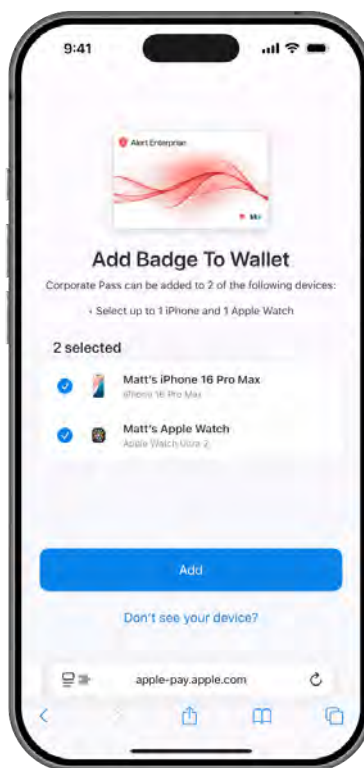 9:41
Alert Enterprise
Add Badge To Wallet
Corporate Pass can be added to 2 of the following devices:
• Select up to 1 iPhone and 1 Apple Watch
2 selected
Matt's iPhone 16 Pro Max
iPhone 16 Pro Max
Matt's Apple Watch
Apple Watch Ultra 2
Add
Don't see your device?
apple-pay.apple.com